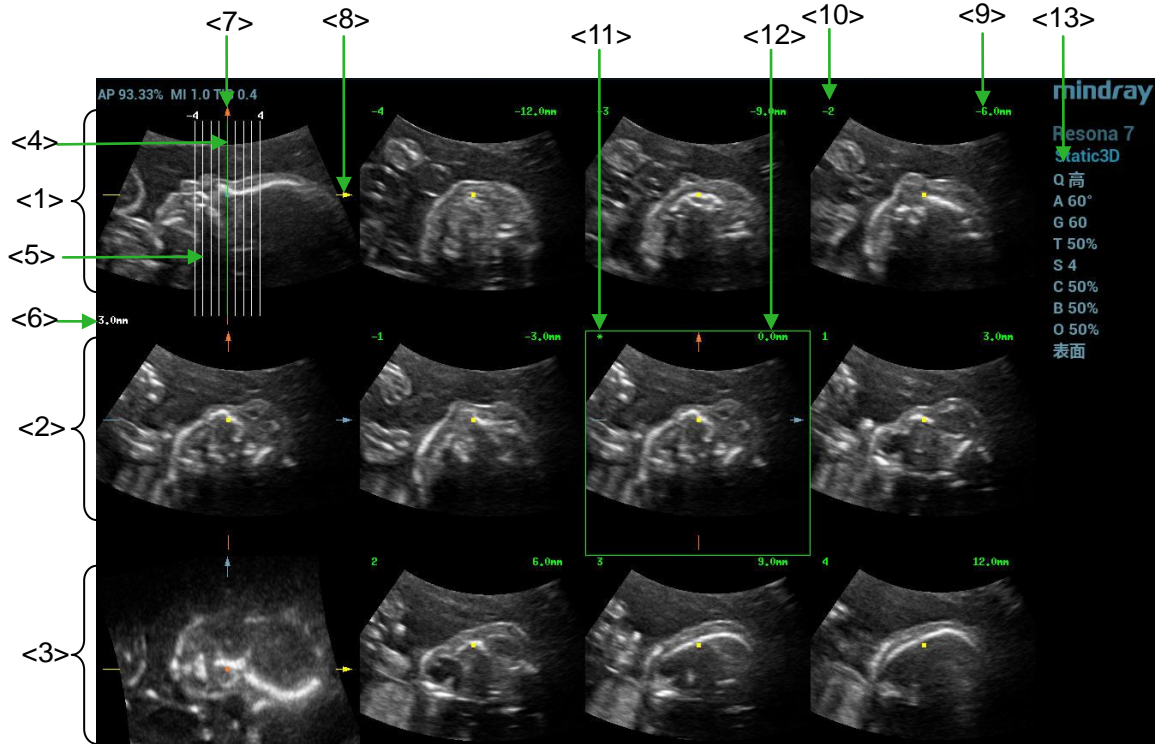 <7> <8> <11> <12> <10> <9> <13>
AP 93.33% MI 1.0 0.4
mindray
-4 4
-4 -12.0mm
-3 -9.0mm
-2 -6.0mm
<4>
<1>
<5>
<6>
3.0mm
Resona 7
Static3D
Q 高
A 60°
G 60
T 50%
S 4
C 50%
B 50%
O 50%
表面
-1 -3.0mm
* 0.0mm
1 3.0mm
<2>
2 6.0mm
3 9.0mm
4 12.0mm
<3>